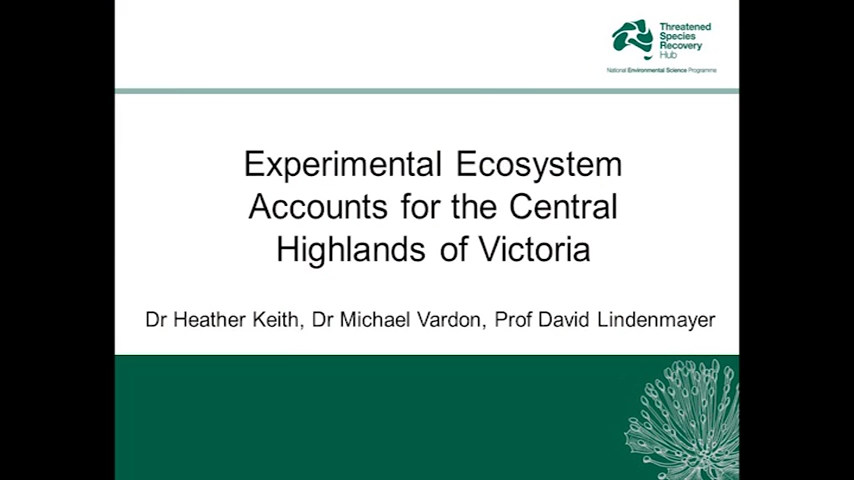 Threatened
Species
Recovery
Hub
National Environmental Science Programme
Experimental Ecosystem
Accounts for the Central
Highlands of Victoria
Dr Heather Keith, Dr Michael Vardon, Prof David Lindenmayer